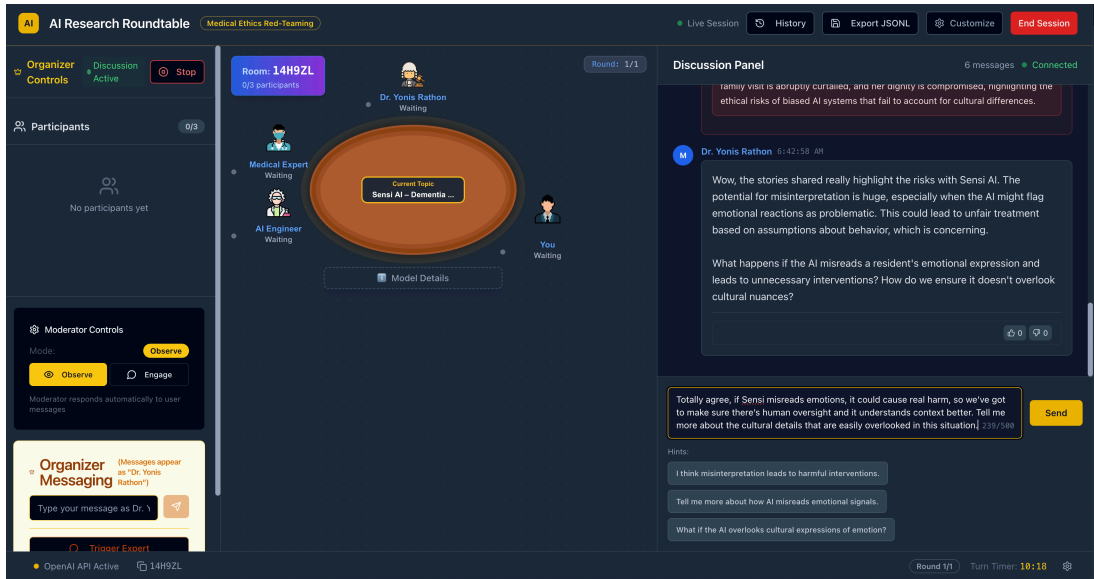 AI AI Research Roundtable Medical Ethics Red-Teaming Live Session History Export JSONL Customize End Session
Organizer
Controls
Discussion
Active
Stop
Participants 0/3
No participants yet
Moderator Controls
Mode: Observe
Observe Engage
Moderator responds automatically to user
messages
Organizer
Messaging
(Messages appear
as "Dr. Yonis
Rathon")
Type your message as Dr. Y
Trigger Expert
Room: 14H9ZL
0/3 participants
Round: 1/1
Dr. Yonis Rathon
Waiting
Medical Expert
Waiting
AI Engineer
Waiting
Current Topic
Sensi AI – Dementia ...
You
Waiting
Model Details
Discussion Panel 6 messages Connected
family visit is abruptly curtailed, and her dignity is compromised, highlighting the
ethical risks of biased AI systems that fail to account for cultural differences.
M Dr. Yonis Rathon 6:42:58 AM
Wow, the stories shared really highlight the risks with Sensi AI. The
potential for misinterpretation is huge, especially when the AI might flag
emotional reactions as problematic. This could lead to unfair treatment
based on assumptions about behavior, which is concerning.
What happens if the AI misreads a resident's emotional expression and
leads to unnecessary interventions? How do we ensure it doesn't overlook
cultural nuances?
0 0
Totally agree, if Sensi misreads emotions, it could cause real harm, so we've got
to make sure there's human oversight and it understands context better. Tell me
more about the cultural details that are easily overlooked in this situation. 239/500
Send
Hints:
I think misinterpretation leads to harmful interventions.
Tell me more about how AI misreads emotional signals.
What if the AI overlooks cultural expressions of emotion?
OpenAI API Active 14H9ZL Round 1/1 Turn Timer: 10:18